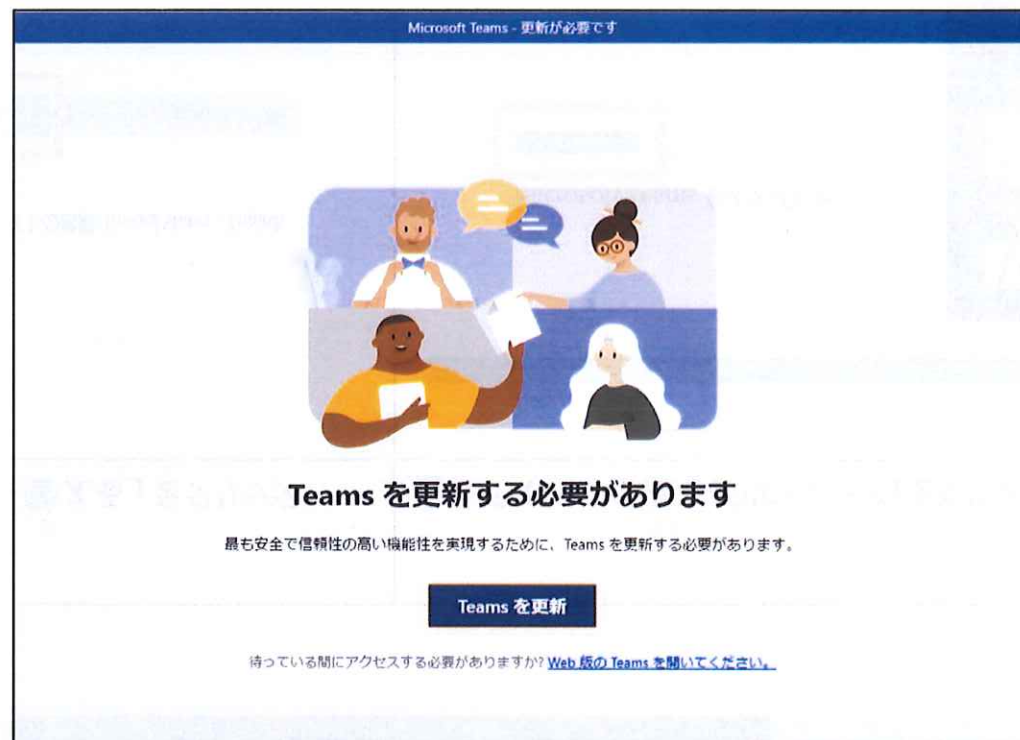 Microsoft Teams - 更新が必要です
Teams を更新する必要があります
最も安全で信頼性の高い機能性を実現するために、Teams を更新する必要があります。
Teams を更新
待っている間にアクセスする必要がありますか? Web 版の Teams を開いてください。